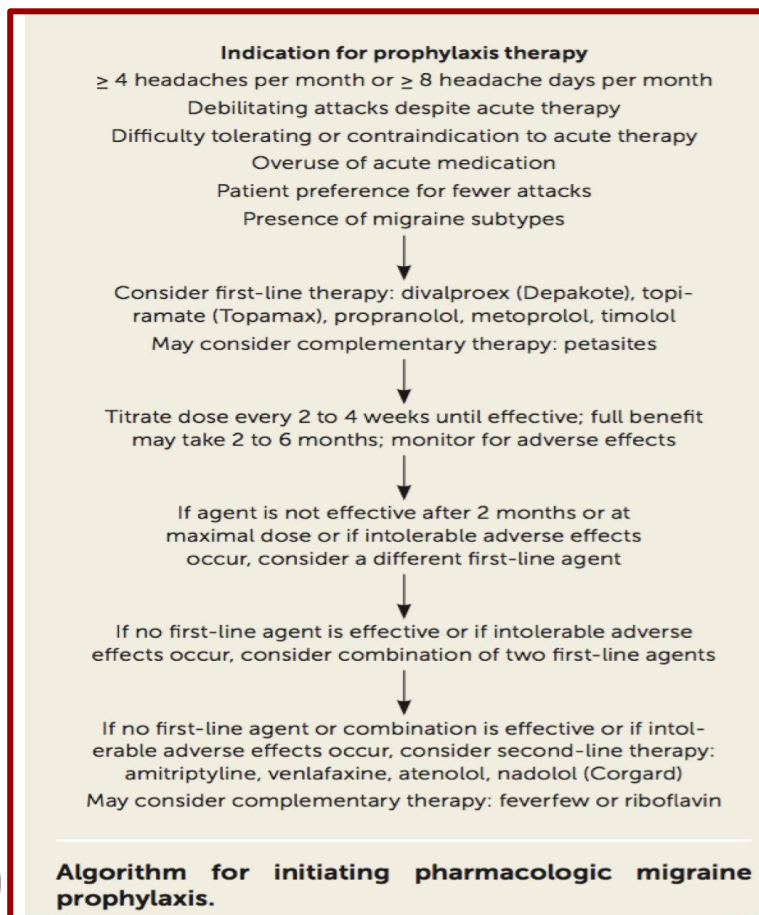 Indication for prophylaxis therapy
≥ 4 headaches per month or ≥ 8 headache days per month
Debilitating attacks despite acute therapy
Difficulty tolerating or contraindication to acute therapy
Overuse of acute medication
Patient preference for fewer attacks
Presence of migraine subtypes
Consider first-line therapy: divalproex (Depakote), topi-
ramate (Topamax), propranolol, metoprolol, timolol
May consider complementary therapy: petasites
Titrate dose every 2 to 4 weeks until effective; full benefit
may take 2 to 6 months; monitor for adverse effects
If agent is not effective after 2 months or at
maximal dose or if intolerable adverse effects
occur, consider a different first-line agent
If no first-line agent is effective or if intolerable adverse
effects occur, consider combination of two first-line agents
If no first-line agent or combination is effective or if intol-
erable adverse effects occur, consider second-line therapy:
amitriptyline, venlafaxine, atenolol, nadolol (Corgard)
May consider complementary therapy: feverfew or riboflavin
Algorithm for initiating pharmacologic migraine
prophylaxis.